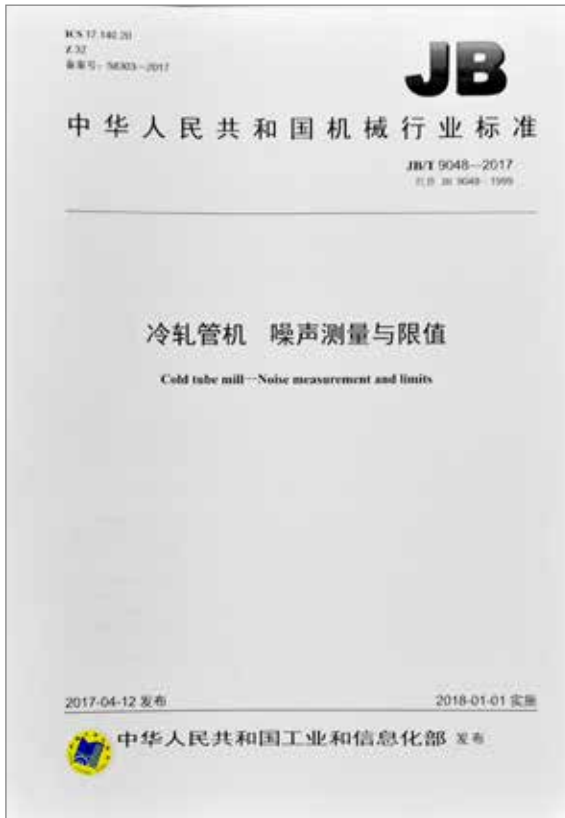 ICS 17.140.20
Z 32
备案号：58303—2017
JB
中华人民共和国机械行业标准
JB/T 9048—2017
代替 JB 9048—1999
冷轧管机 噪声测量与限值
Cold tube mill—Noise measurement and limits
2017-04-12 发布
2018-01-01 实施
中华人民共和国工业和信息化部 发布